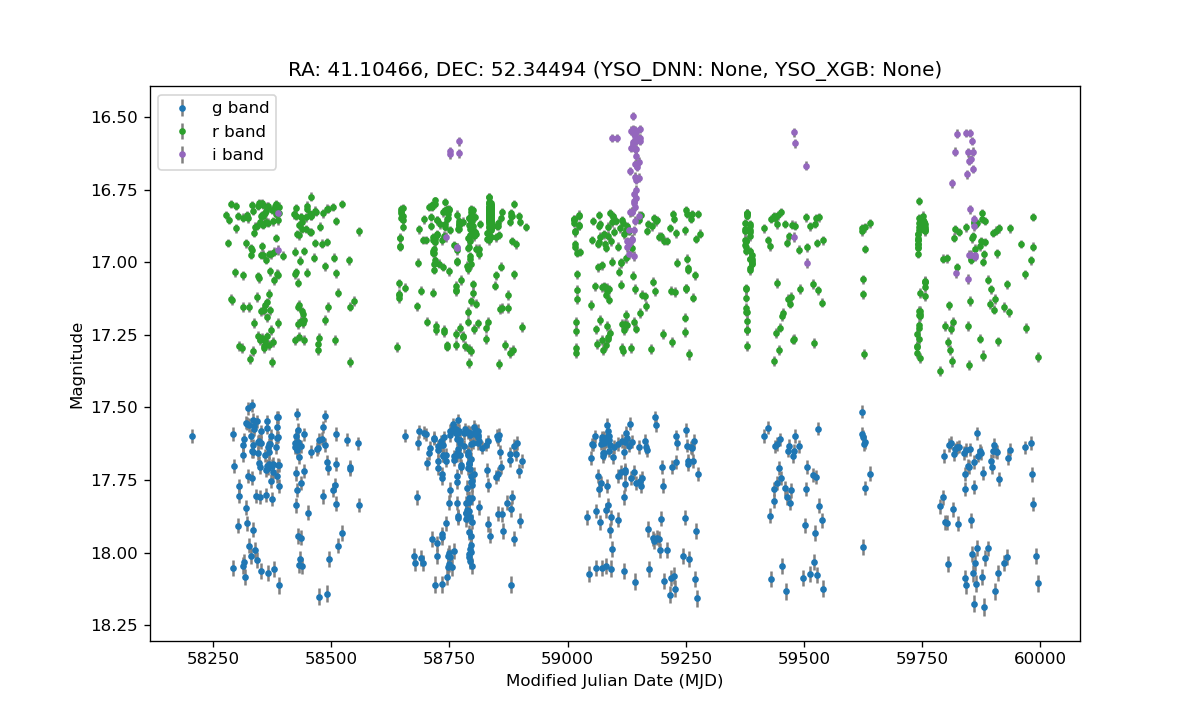 RA: 41.10466, DEC: 52.34494 (YSO_DNN: None, YSO_XGB: None)
g band
r band
i band
16.50
16.75
17.00
17.25
17.50
17.75
18.00
18.25
Magnitude
58250 58500 58750 59000 59250 59500 59750 60000
Modified Julian Date (MJD)